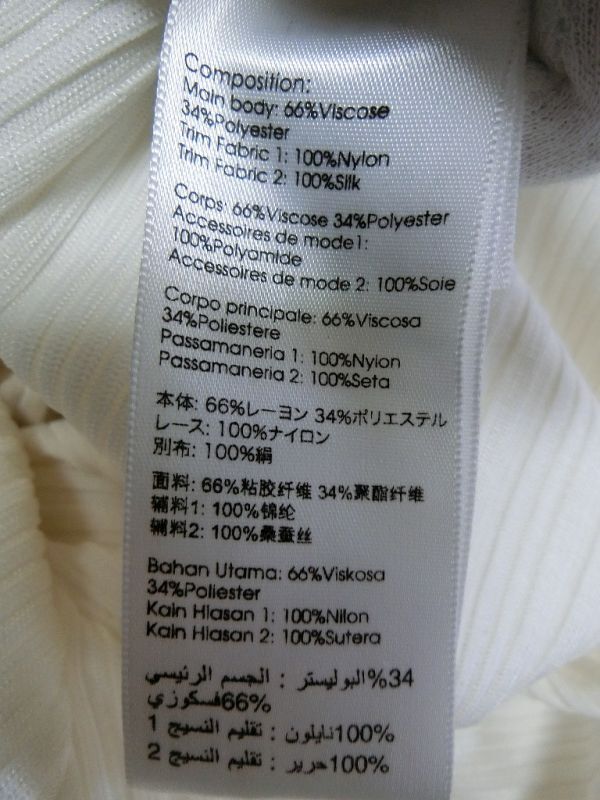 Composition:
Main body: 66%Viscose
34%Polyester
Trim Fabric 1: 100%Nylon
Trim Fabric 2: 100%Silk
Corps: 66%Viscose 34%Polyester
Accessoires de mode1:
100%Polyamide
Accessoires de mode 2: 100%Soie
Corpo principale: 66%Viscosa
34%Poliestere
Passamaneria 1: 100%Nylon
Passamaneria 2: 100%Seta
本体: 66%レーヨン 34%ポリエステル
レース: 100%ナイロン
別布: 100%絹
面料: 66%粘胶纤维 34%聚酯纤维
辅料1: 100%锦纶
辅料2: 100%桑蚕丝
Bahan Utama: 66%Viskosa
34%Poliester
Kain Hiasan 1: 100%Nilon
Kain Hiasan 2: 100%Sutera
34%البوليستر : الجسم الرئيسي
66%فسكوزي
100%نايلون : تقليم النسيج 1
100%حرير : تقليم النسيج 2